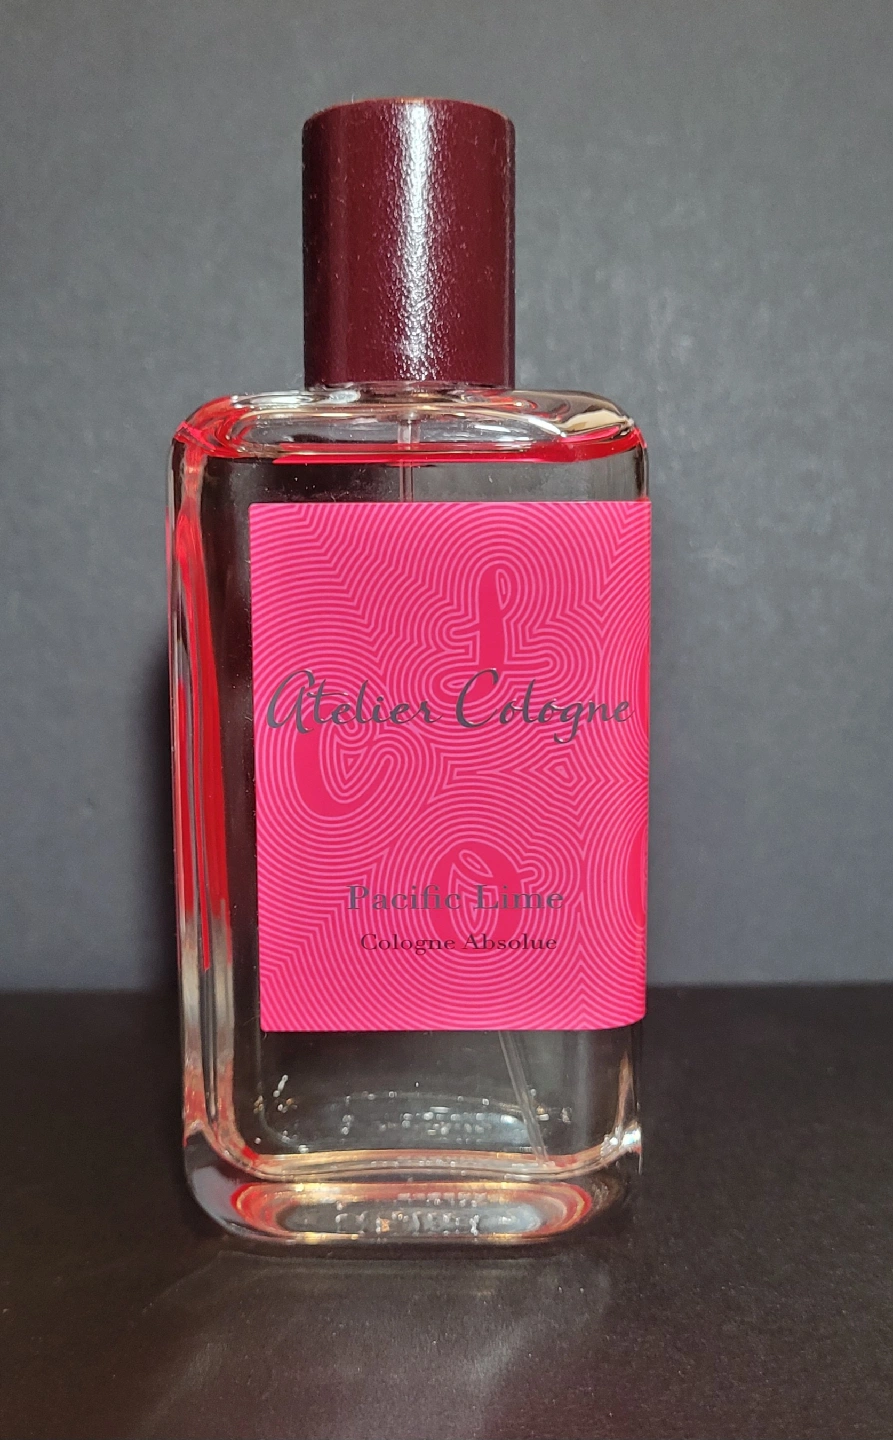 Atelier Cologne
Pacific Lime
Cologne Absolue